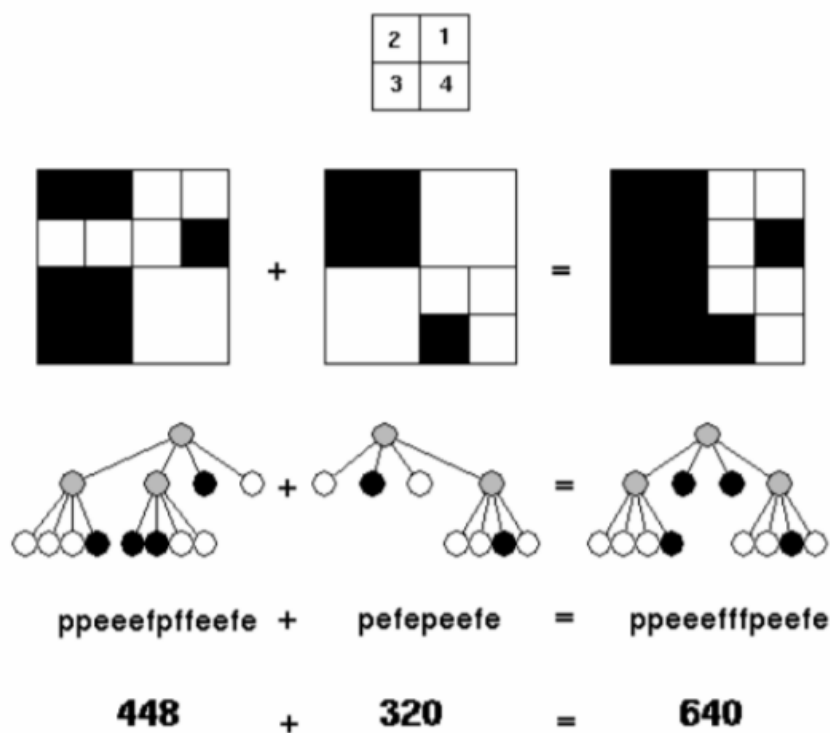 2 1
3 4
+ =
+ =
ppeeefpffeefe + pefepeefe = ppeeefffpeefe
448 + 320 = 640